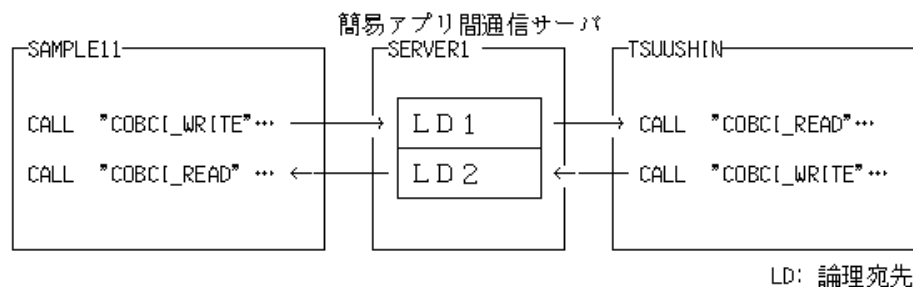 簡易アプリ間通信サーバ
SAMPLE11 SERVER1 TSUUSHIN
CALL "COBCI_WRITE"… LD1 CALL "COBCI_READ"…
CALL "COBCI_READ" … LD2 CALL "COBCI_WRITE"…
LD: 論理宛先